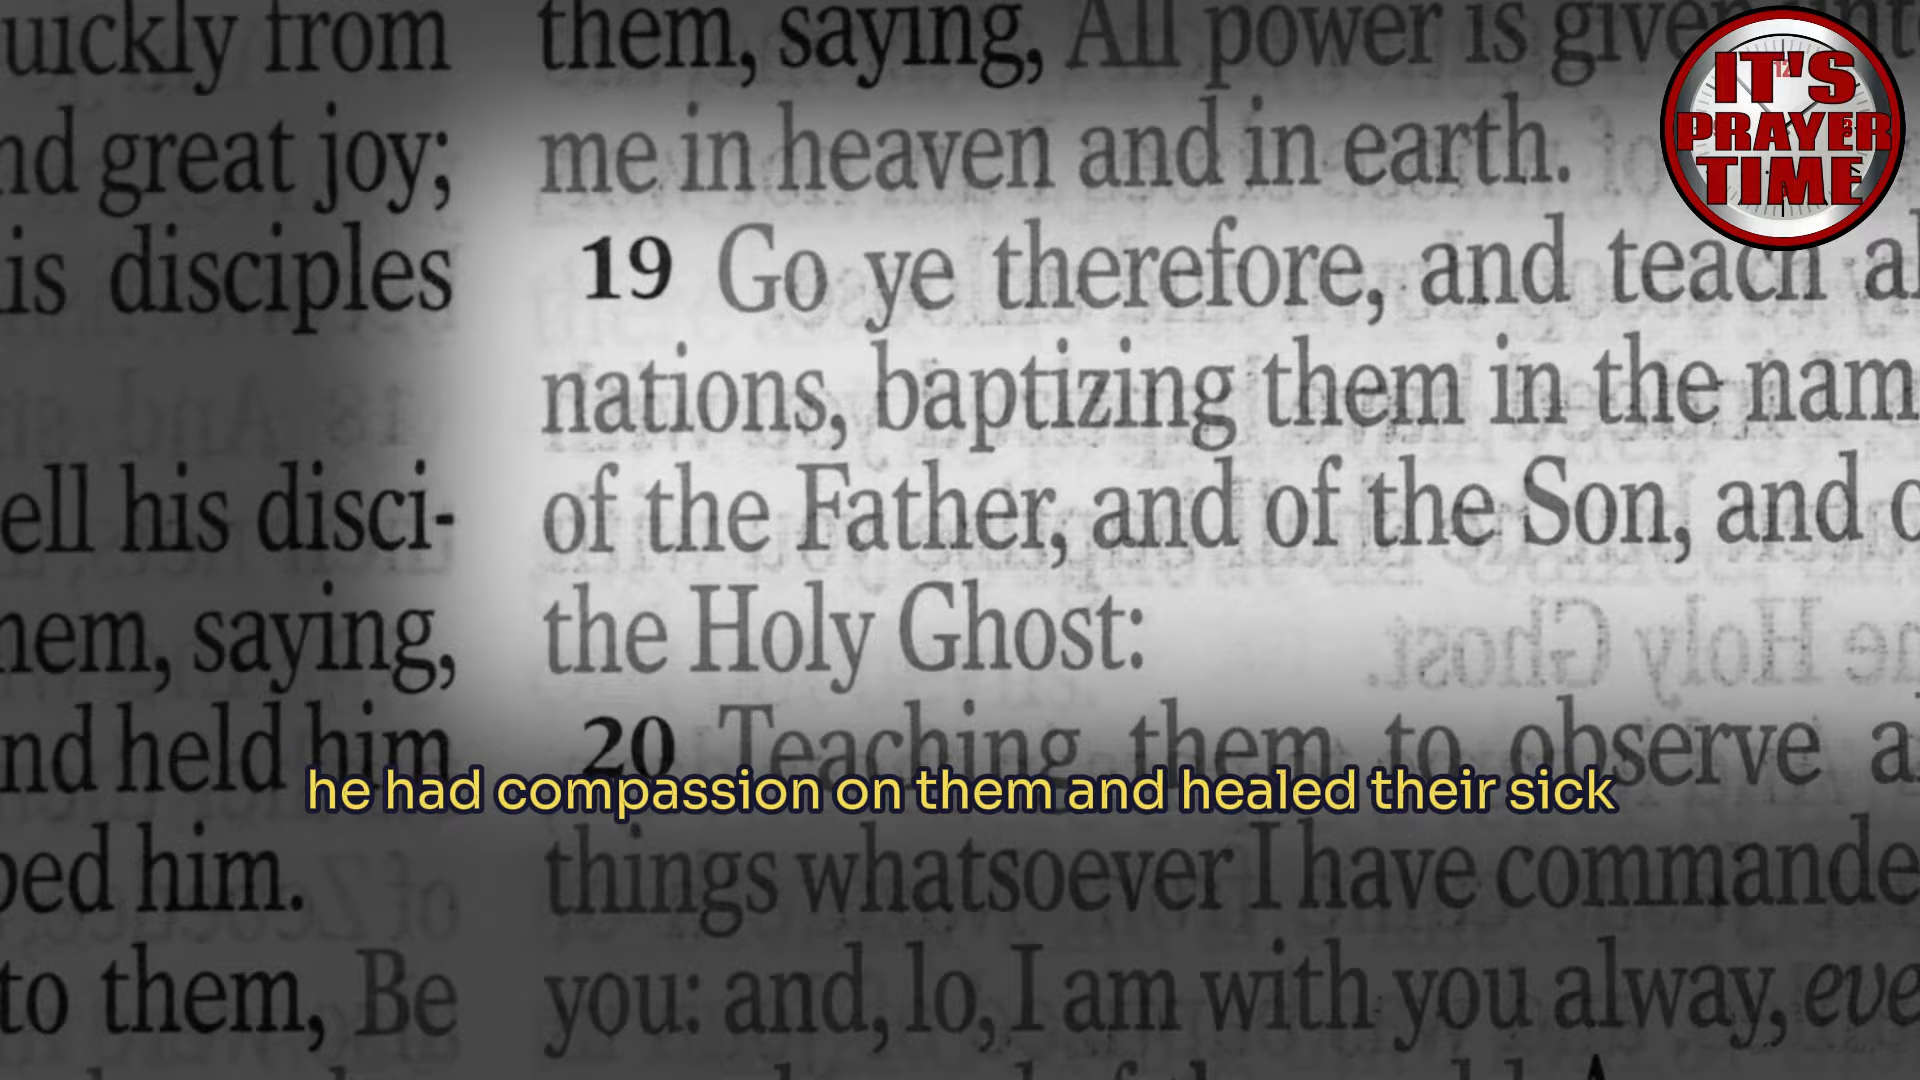 uickly from
nd great joy;
is disciples
ell his disci-
hem, saying,
nd held him
ped him.
to them, Be
them, saying, All power is given
me in heaven and in earth.
19 Go ye therefore, and teach al
nations, baptizing them in the nam
of the Father, and of the Son, and o
the Holy Ghost:
20 Teaching them to observe a
things whatsoever I have commande
you: and, lo, I am with you alway, eve
he had compassion on them and healed their sick
IT'S
PRAYER
TIME